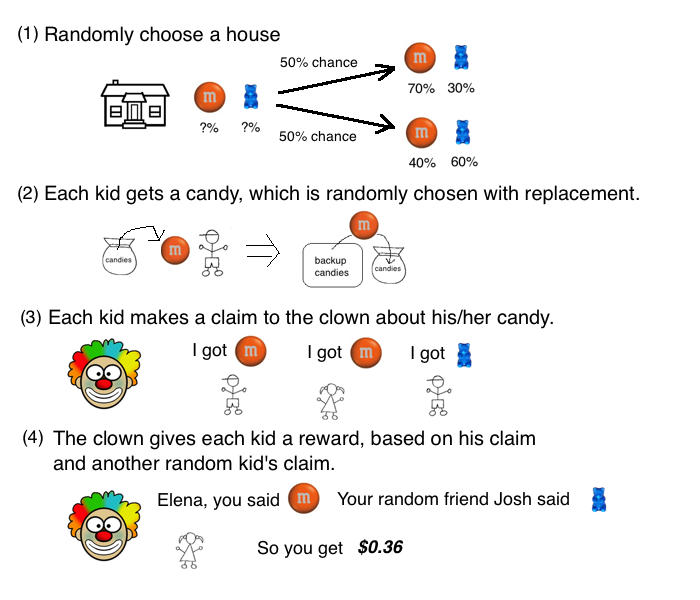 (1) Randomly choose a house
50% chance
m
m
70% 30%
?% ?%
50% chance
m
40% 60%
(2) Each kid gets a candy, which is randomly chosen with replacement.
candies
m
m
backup
candies
candies
(3) Each kid makes a claim to the clown about his/her candy.
I got m
I got m
I got
(4) The clown gives each kid a reward, based on his claim
and another random kid's claim.
Elena, you said m Your random friend Josh said
So you get $0.36